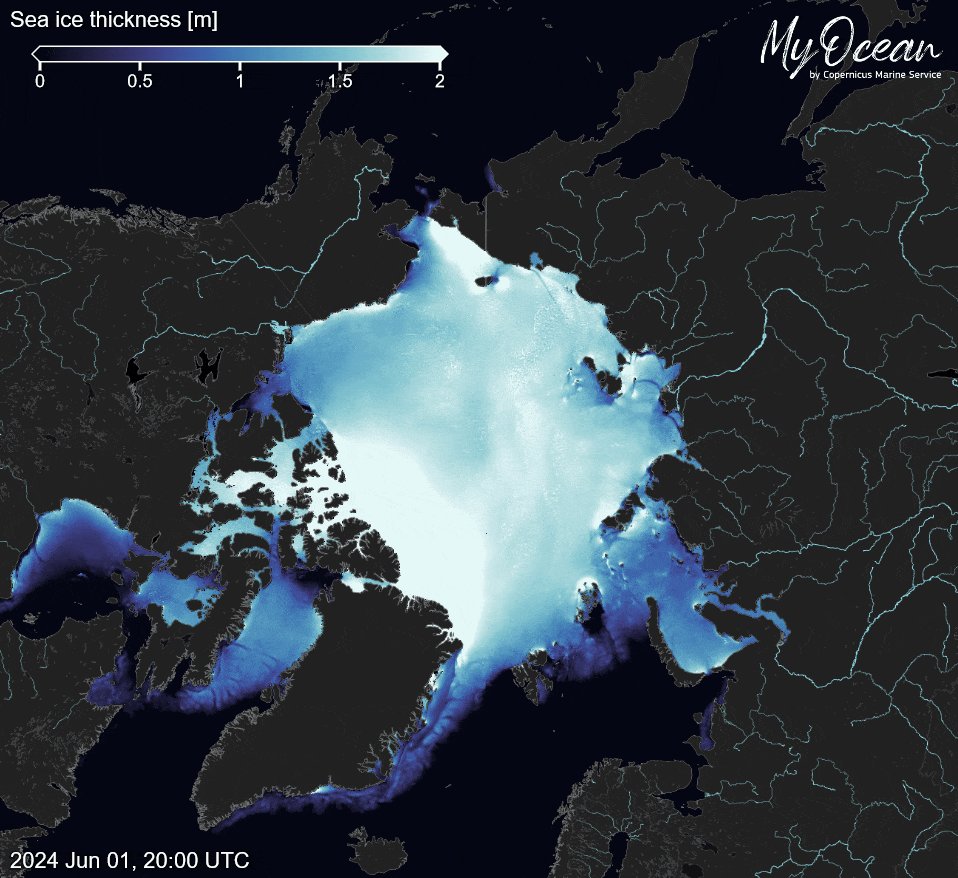 Sea ice thickness [m]
0 0.5 1 1.5 2
MyOcean
by Copernicus Marine Service
2024 Jun 01, 20:00 UTC